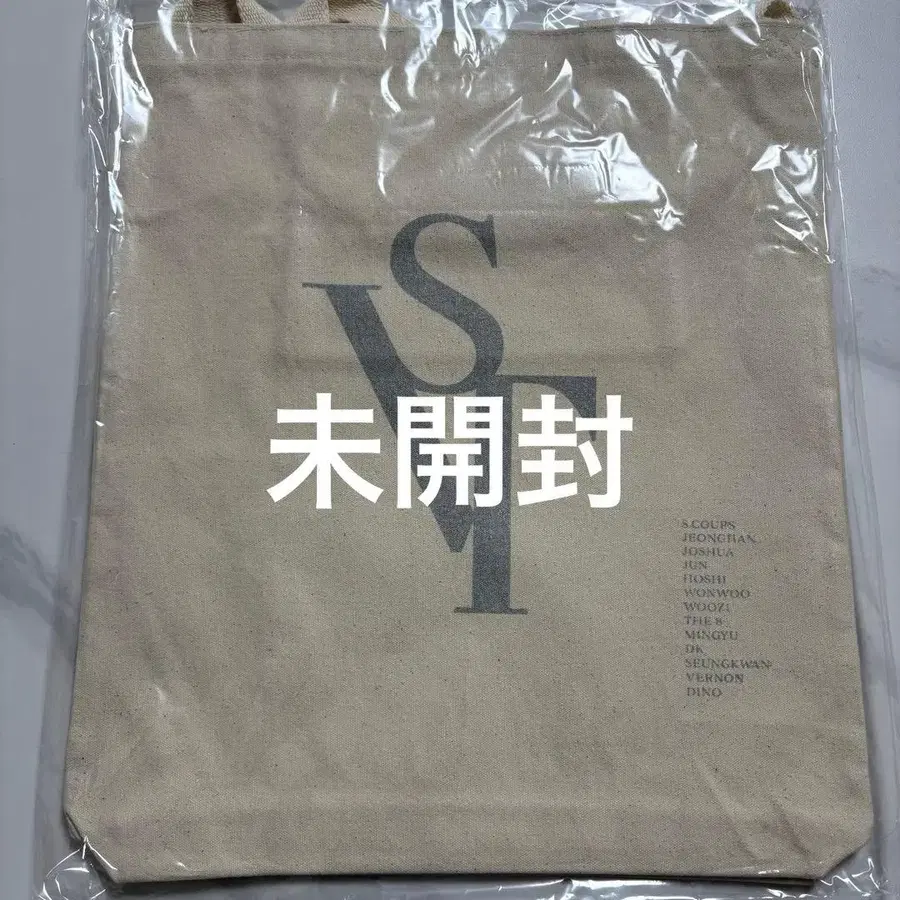 SVT
未開封
S.COUPS
JEONGHAN
JOSHUA
JUN
HOSHI
WONWOO
WOOZI
THE 8
MINGYU
DK
SEUNGKWAN
VERNON
DINO